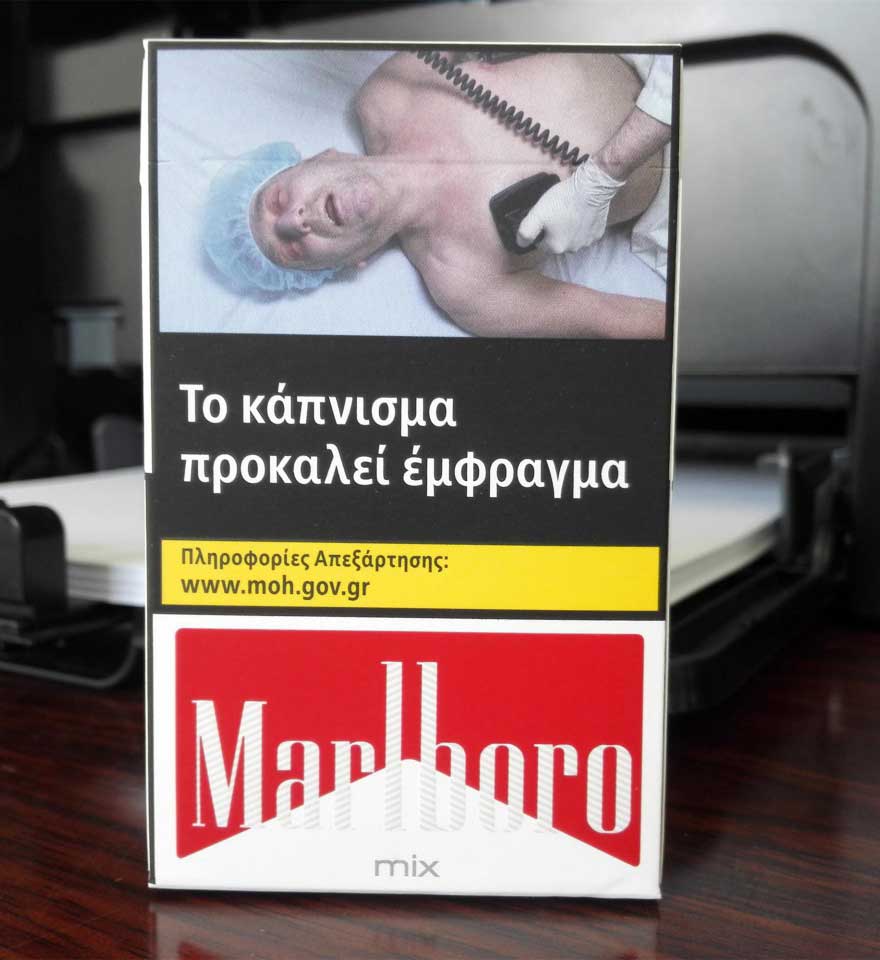 Το κάπνισμα
προκαλεί έμφραγμα
Πληροφορίες Απεξάρτησης:
www.moh.gov.gr
Marlboro
mix